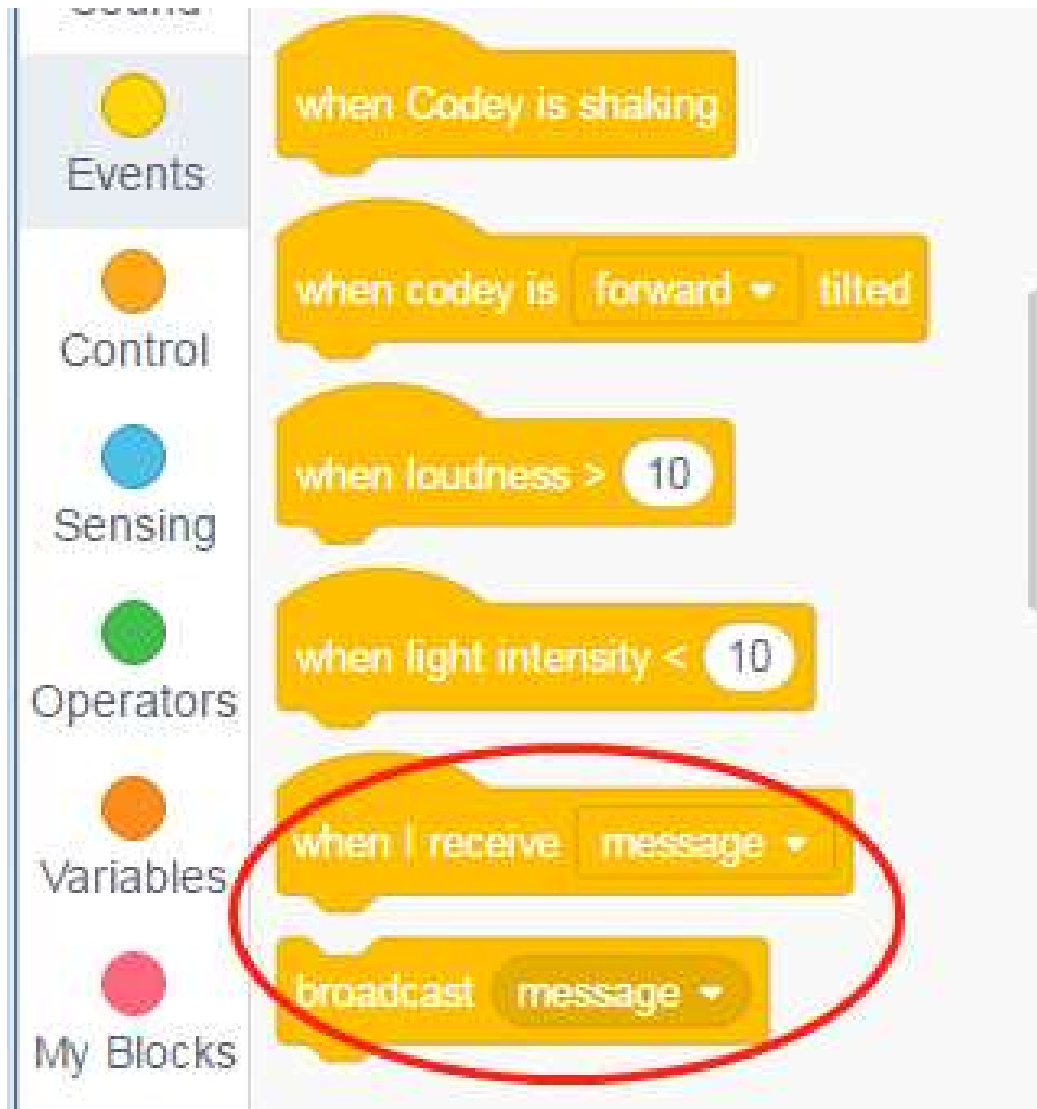 Sound
Events
Control
Sensing
Operators
Variables
My Blocks
when Codey is shaking
when codey is forward tilted
when loudness > 10
when light intensity < 10
when I receive message
broadcast message